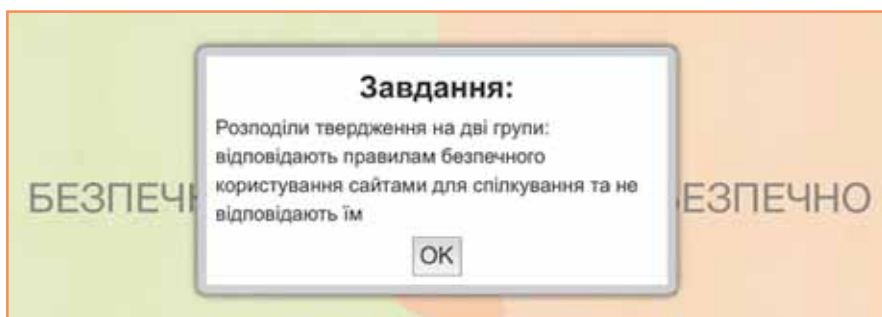 Завдання:
Розподіли твердження на дві групи:
відповідають правилам безпечного
користування сайтами для спілкування та не
відповідають їм
БЕЗПЕЧН
ЕЗПЕЧНО
OK